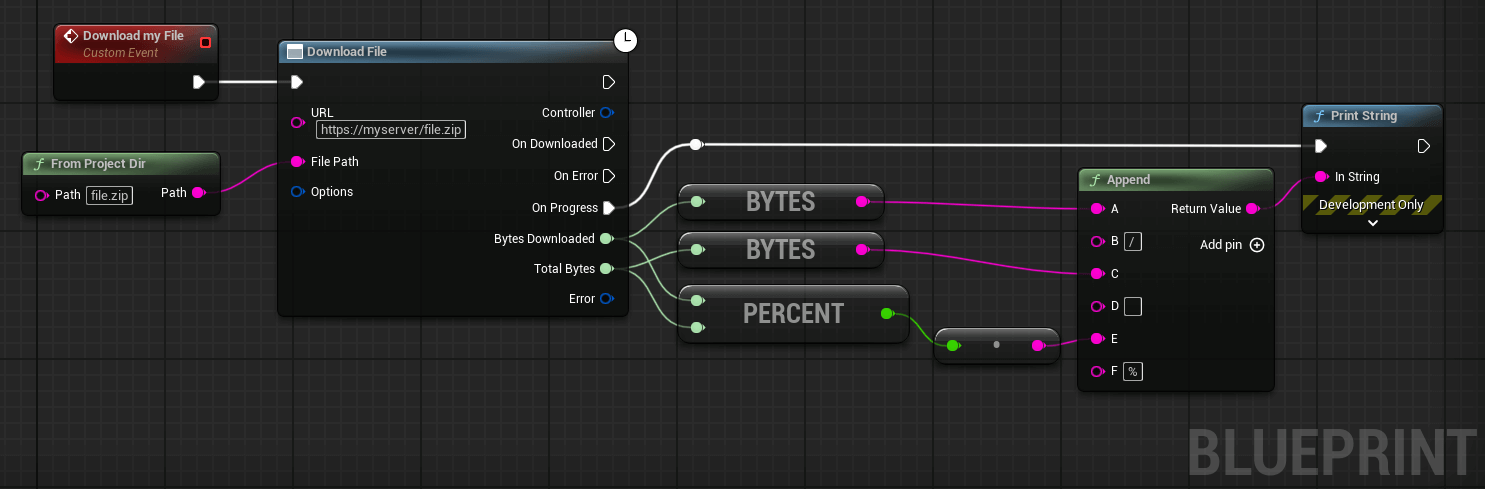 Download my File
Custom Event
From Project Dir
Path file.zip Path
Download File
URL
https://myserver/file.zip
File Path
Options
Controller
On Downloaded
On Error
On Progress
Bytes Downloaded
Total Bytes
Error
BYTES
BYTES
PERCENT
Append
A Return Value
B / Add pin
C
D
E
F %
Print String
In String
Development Only
BLUEPRINT